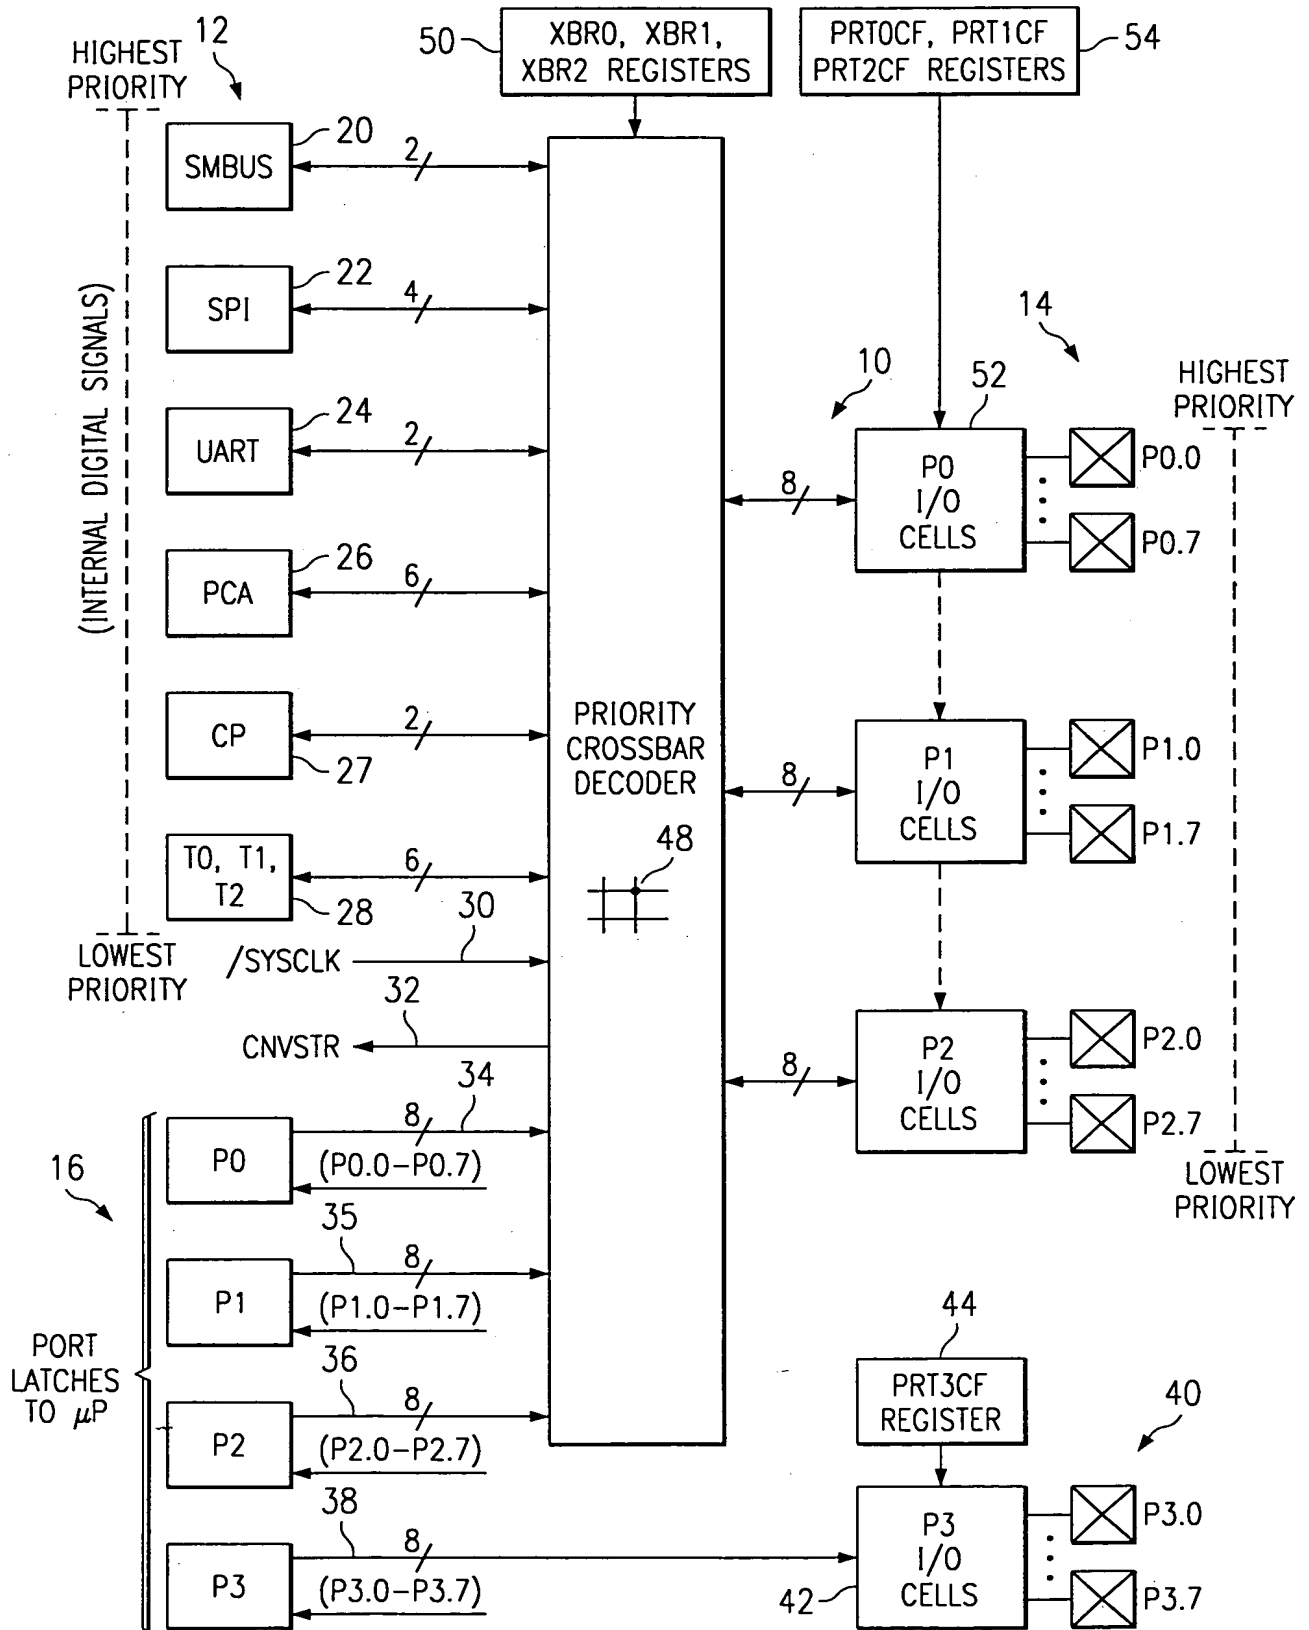 50
XBR0, XBR1,
XBR2 REGISTERS
PRT0CF, PRT1CF
PRT2CF REGISTERS
54
HIGHEST
PRIORITY
12
(INTERNAL DIGITAL SIGNALS)
SMBUS
20
2
SPI
22
4
UART
24
2
PCA
26
6
CP
27
2
T0, T1,
T2
28
6
LOWEST
PRIORITY
/SYSCLK
30
CNVSTR
32
PRIORITY
CROSSBAR
DECODER
48
10
14
52
HIGHEST
PRIORITY
8
P0
I/O
CELLS
P0.0
P0.7
8
P1
I/O
CELLS
P1.0
P1.7
8
P2
I/O
CELLS
P2.0
P2.7
LOWEST
PRIORITY
16
PORT
LATCHES
TO μP
P0
8
34
(P0.0–P0.7)
P1
35
8
(P1.0–P1.7)
P2
36
8
(P2.0–P2.7)
P3
38
8
(P3.0–P3.7)
44
PRT3CF
REGISTER
40
42
P3
I/O
CELLS
P3.0
P3.7